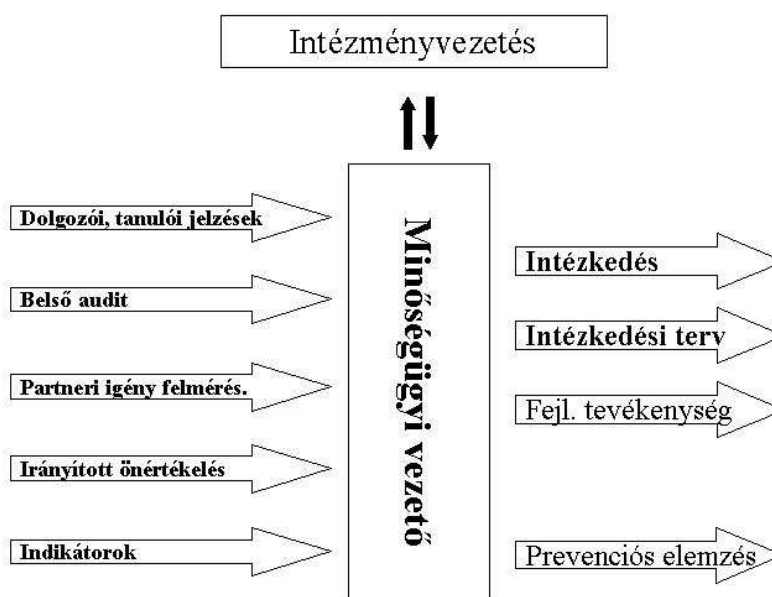 Intézményvezetés
Dolgozói, tanulói jelzések
Belső audit
Partneri igény felmérés.
Irányított önértékelés
Indikátorok
Minőségügyi vezető
Intézkedés
Intézkedési terv
Fejl. tevékenység
Prevenciós elemzés